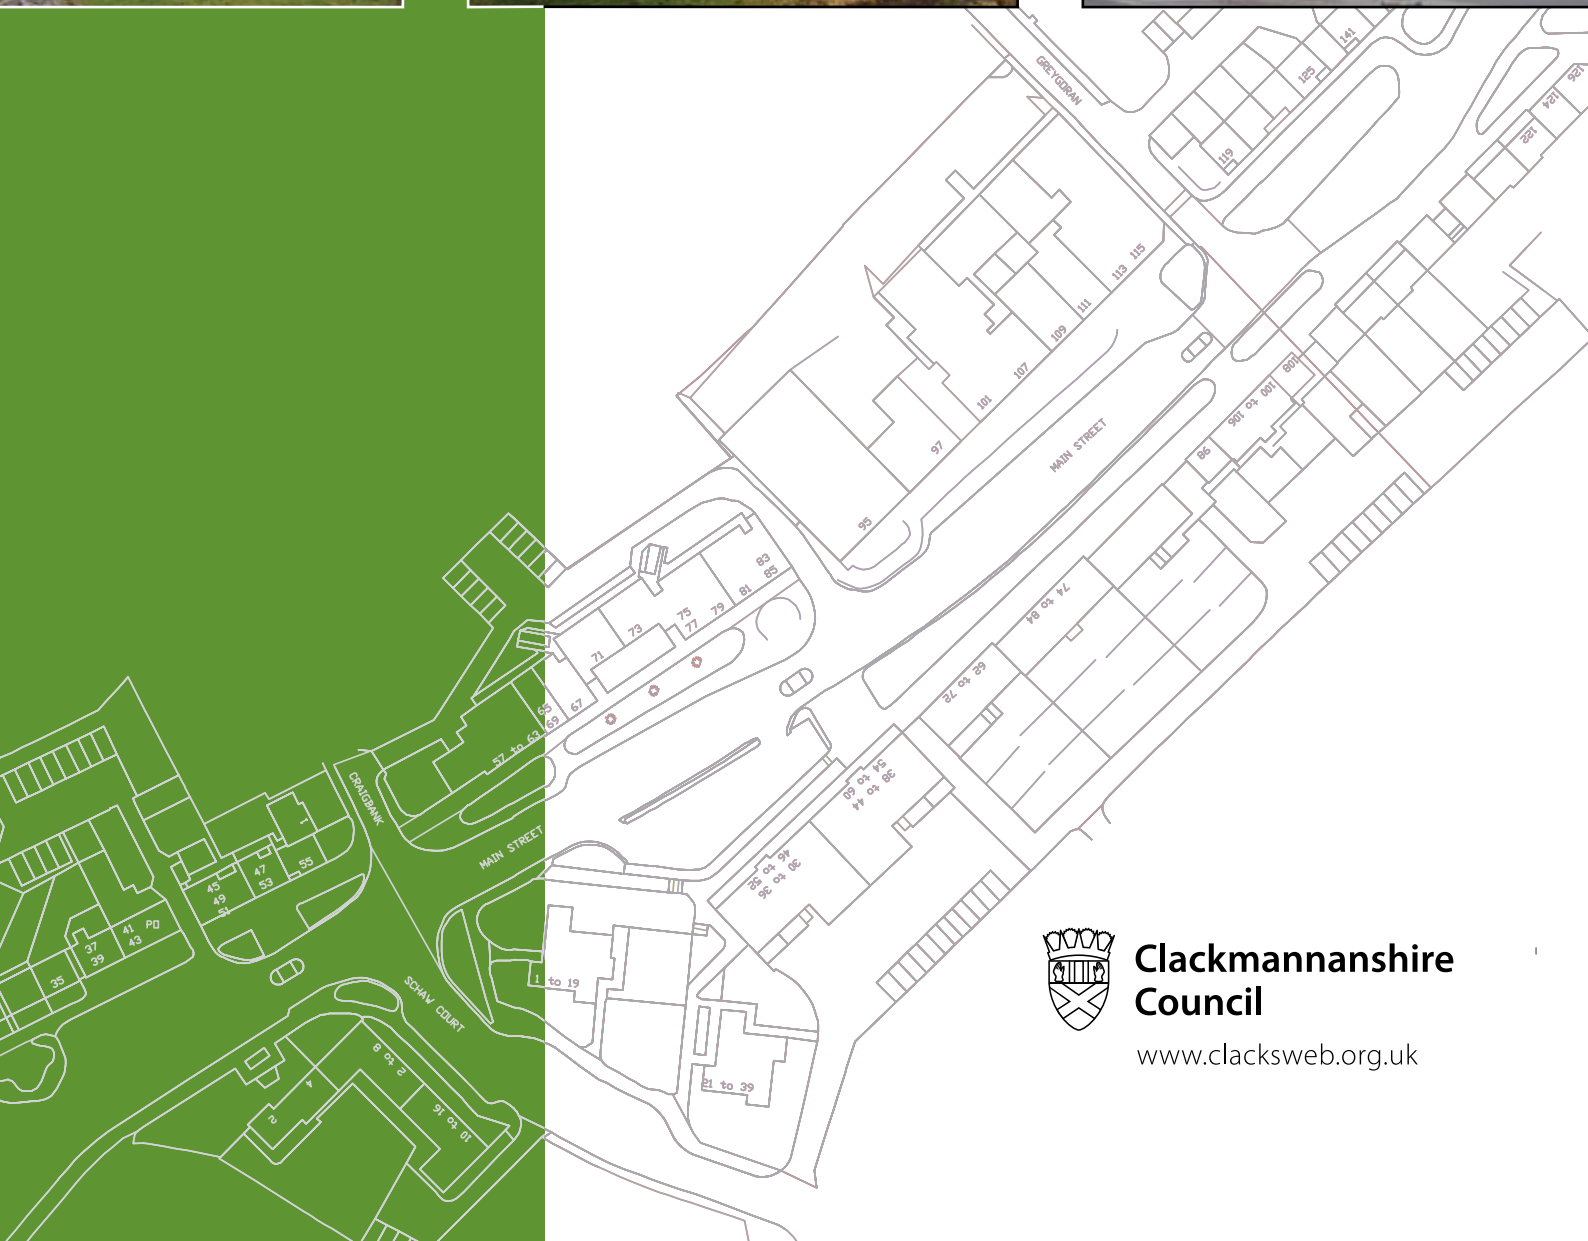 GREYGORAN
141
125
119
126
124
122
115
113
111
109
107
101
97
95
MAIN STREET
108
100 to 106
98
83
85
81
79
75
77
73
71
67
65
69
57 to 63
74 to 84
62 to 72
54 to 60
38 to 44
46 to 52
30 to 36
CRAIGBANK
MAIN STREET
1
55
47
53
45
49
51
41
43
PO
37
39
35
SCHAW COURT
1 to 19
21 to 39
2 to 8
10 to 16
4
2
Clackmannanshire
Council
www.clacksweb.org.uk